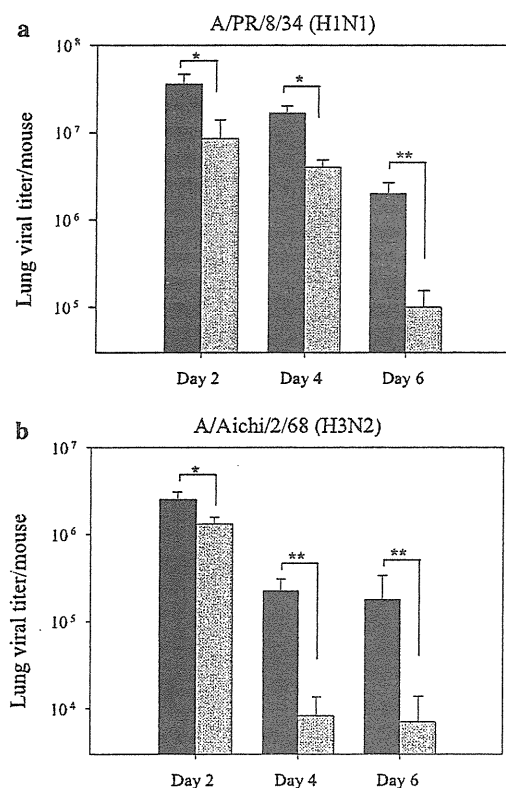 a
A/PR/8/34 (H1N1)
Lung viral titer/mouse
10⁸
10⁷
10⁶
10⁵
*
*
**
Day 2 Day 4 Day 6
b
A/Aichi/2/68 (H3N2)
Lung viral titer/mouse
10⁷
10⁶
10⁵
10⁴
*
**
**
Day 2 Day 4 Day 6